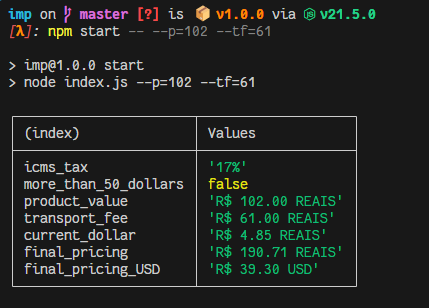 imp on master [?] is 📦 v1.0.0 via v21.5.0
[λ]: npm start -- --p=102 --tf=61
> imp@1.0.0 start
> node index.js --p=102 --tf=61
(index) Values
icms_tax '17%'
more_than_50_dollars false
product_value 'R$ 102.00 REAIS'
transport_fee 'R$ 61.00 REAIS'
current_dollar 'R$ 4.85 REAIS'
final_pricing 'R$ 190.71 REAIS'
final_pricing_USD 'R$ 39.30 USD'